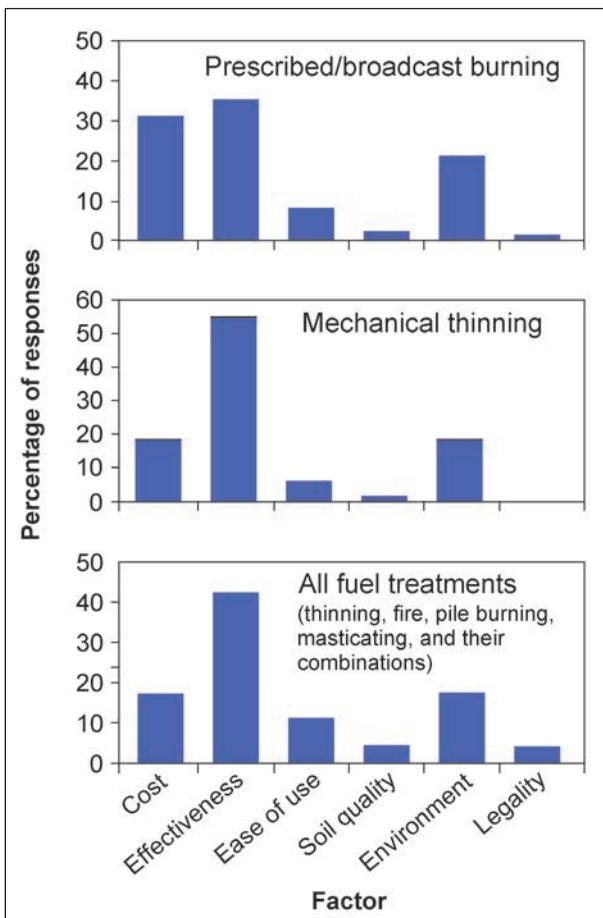 Percentage of responses
50
40
30
20
10
0
Prescribed/broadcast burning
60
50
40
30
20
10
0
Mechanical thinning
50
40
30
20
10
0
All fuel treatments
(thinning, fire, pile burning,
masticating, and their
combinations)
Cost
Effectiveness
Ease of use
Soil quality
Environment
Legality
Factor